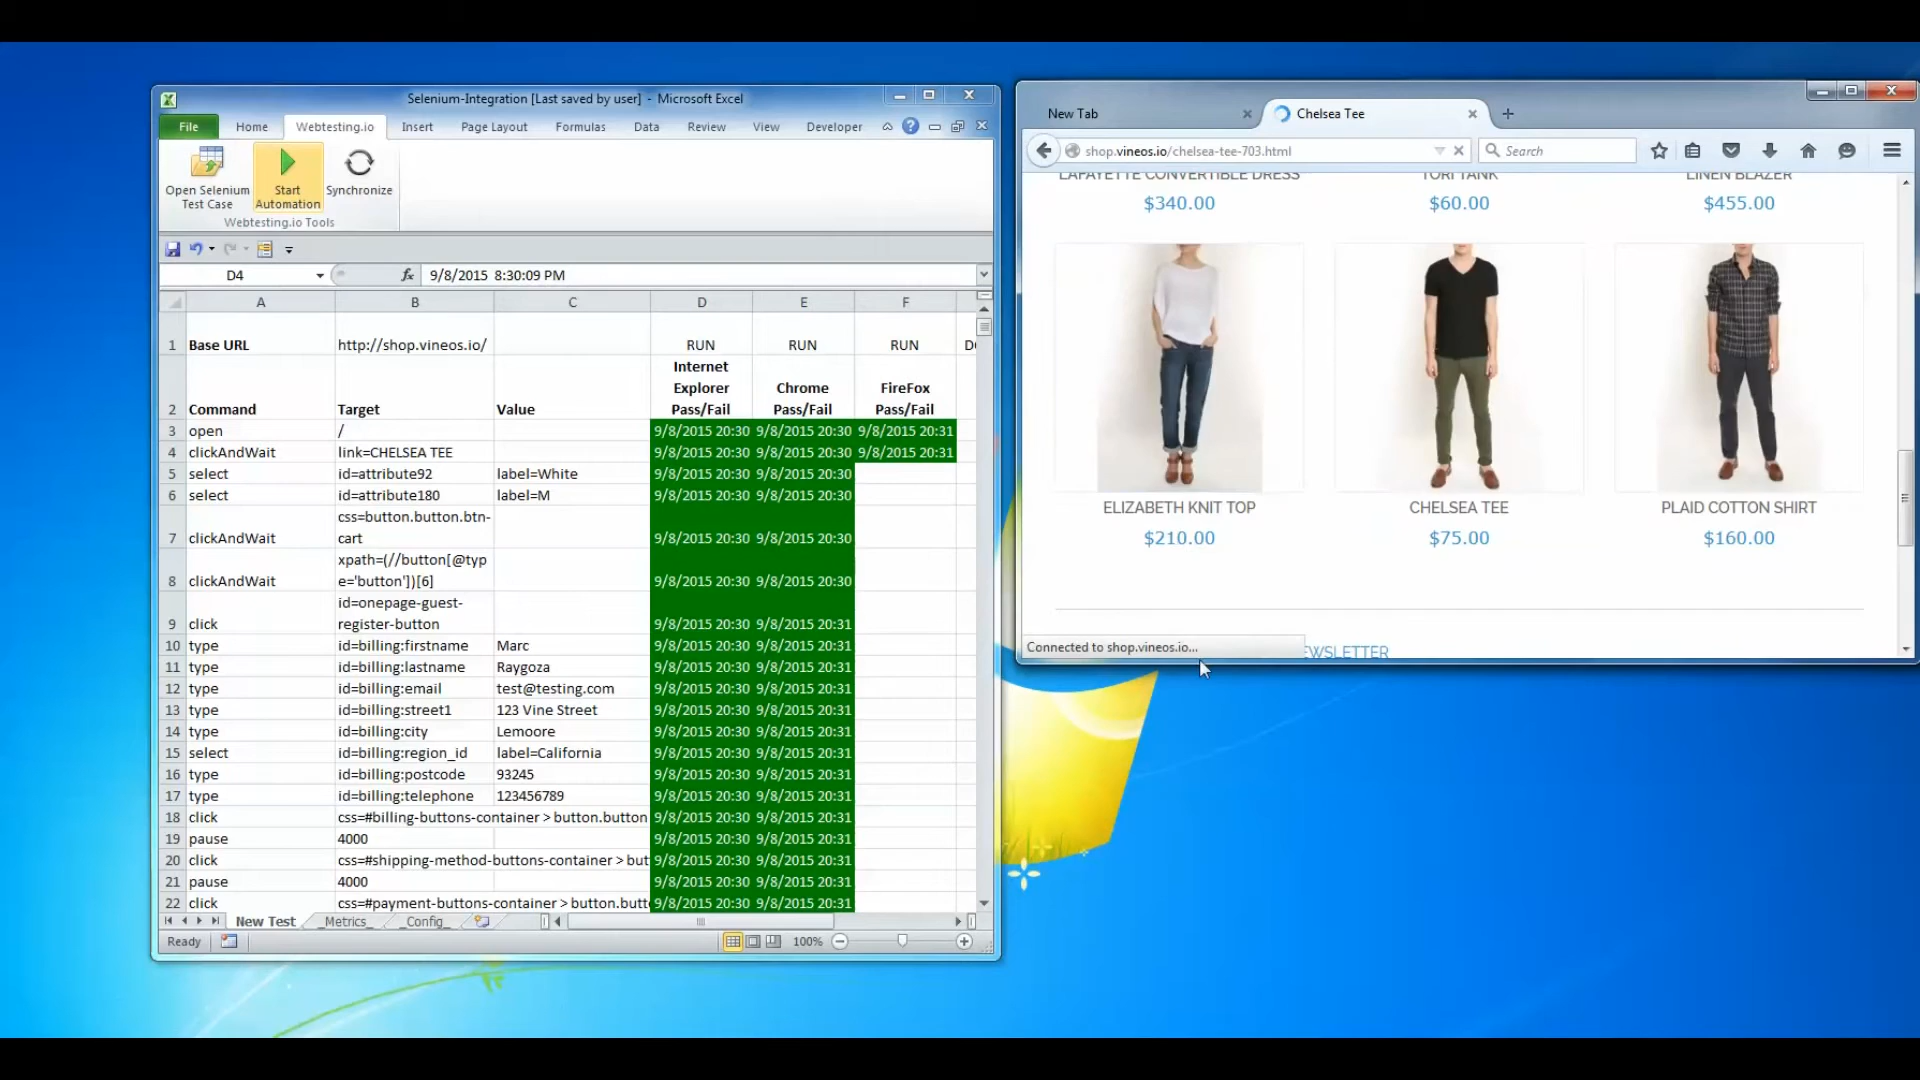 Selenium-Integration [Last saved by user] - Microsoft Excel
File Home Webtesting.io Insert Page Layout Formulas Data Review View Developer
Open Selenium Test Case
Start Automation
Synchronize
Webtesting.io Tools
D4 fx 9/8/2015 8:30:09 PM
A B C D E F
1 Base URL http://shop.vineos.io/ RUN RUN RUN
2 Command Target Value Internet Explorer Pass/Fail Chrome Pass/Fail FireFox Pass/Fail
3 open / 9/8/2015 20:30 9/8/2015 20:30 9/8/2015 20:31
4 clickAndWait link=CHELSEA TEE 9/8/2015 20:30 9/8/2015 20:30 9/8/2015 20:31
5 select id=attribute92 label=White 9/8/2015 20:30 9/8/2015 20:30
6 select id=attribute180 label=M 9/8/2015 20:30 9/8/2015 20:30
7 clickAndWait css=button.button.btn-cart 9/8/2015 20:30 9/8/2015 20:30
8 clickAndWait xpath=(//button[@type='button'])[6] 9/8/2015 20:30 9/8/2015 20:30
9 click id=onepage-guest-register-button 9/8/2015 20:30 9/8/2015 20:31
10 type id=billing:firstname Marc 9/8/2015 20:30 9/8/2015 20:31
11 type id=billing:lastname Raygoza 9/8/2015 20:30 9/8/2015 20:31
12 type id=billing:email test@testing.com 9/8/2015 20:30 9/8/2015 20:31
13 type id=billing:street1 123 Vine Street 9/8/2015 20:30 9/8/2015 20:31
14 type id=billing:city Lemoore 9/8/2015 20:30 9/8/2015 20:31
15 select id=billing:region_id label=California 9/8/2015 20:30 9/8/2015 20:31
16 type id=billing:postcode 93245 9/8/2015 20:30 9/8/2015 20:31
17 type id=billing:telephone 123456789 9/8/2015 20:30 9/8/2015 20:31
18 click css=#billing-buttons-container > button.button 9/8/2015 20:30 9/8/2015 20:31
19 pause 4000 9/8/2015 20:30 9/8/2015 20:31
20 click css=#shipping-method-buttons-container > but 9/8/2015 20:30 9/8/2015 20:31
21 pause 4000 9/8/2015 20:30 9/8/2015 20:31
22 click css=#payment-buttons-container > button.butt 9/8/2015 20:30 9/8/2015 20:31
New Test _Metrics_ _Config_
Ready 100%
New Tab Chelsea Tee
shop.vineos.io/chelsea-tee-703.html Search
LAFAYETTE CONVERTIBLE DRESS TORI TANK LINEN BLAZER
$340.00 $60.00 $455.00
ELIZABETH KNIT TOP CHELSEA TEE PLAID COTTON SHIRT
$210.00 $75.00 $160.00
Connected to shop.vineos.io...